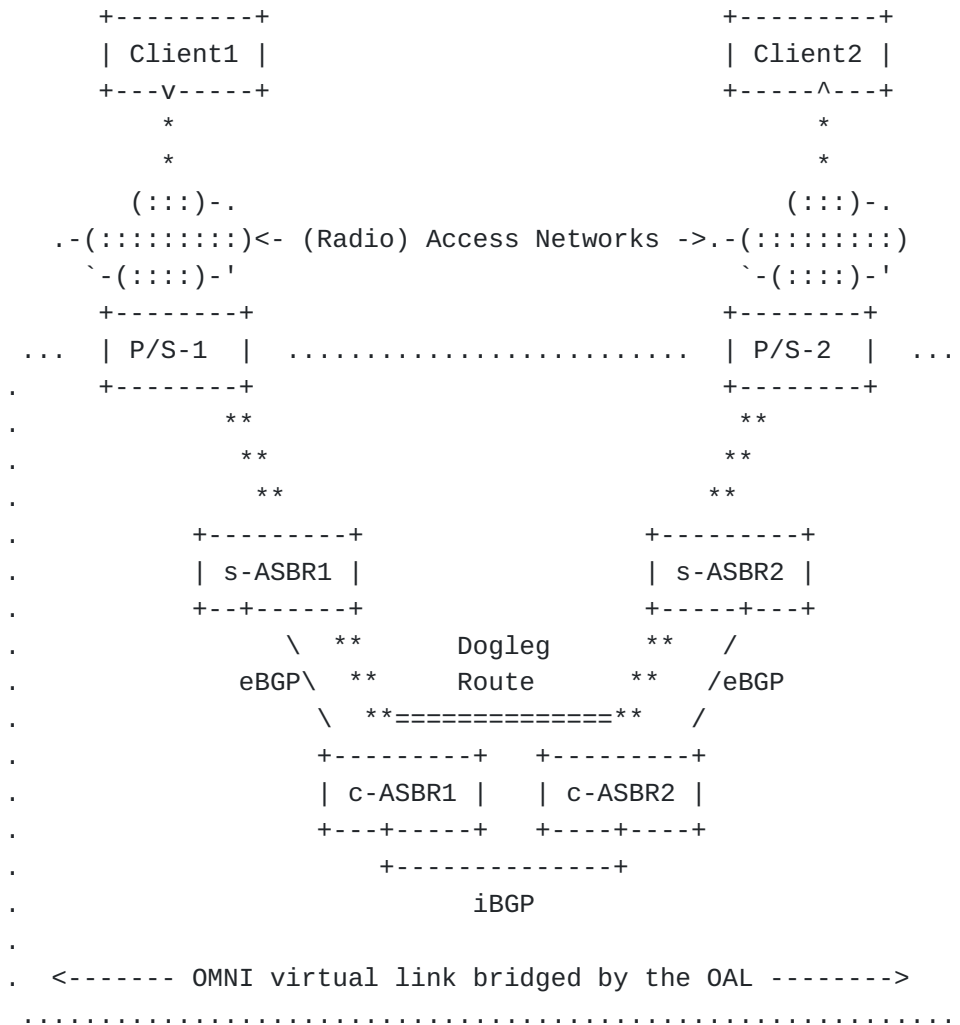 +---------+                             +---------+
| Client1 |                             | Client2 |
+---v-----+                             +-----^---+
*                                          *
*                                          *
(:::)-.                                    (:::)-.
.-(:::::::::)<- (Radio) Access Networks ->.-(:::::::::)
`-(::::)-'                                 `-(::::)-'
+--------+                              +--------+
...  | P/S-1  |  ..........................  | P/S-2  |  ...
.     +--------+                              +--------+
.             **                                **
.              **                              **
.               **                            **
.           +---------+                  +---------+
.           | s-ASBR1 |                  | s-ASBR2 |
.           +--+------+                  +-----+---+
.                 \  **      Dogleg      **   /
.              eBGP\  **     Route      **   /eBGP
.                   \  **==============**   /
.                   +---------+   +---------+
.                   | c-ASBR1 |   | c-ASBR2 |
.                   +---+-----+   +----+----+
.                       +--------------+
.                             iBGP
.
.  <------- OMNI virtual link bridged by the OAL -------->
............................................................